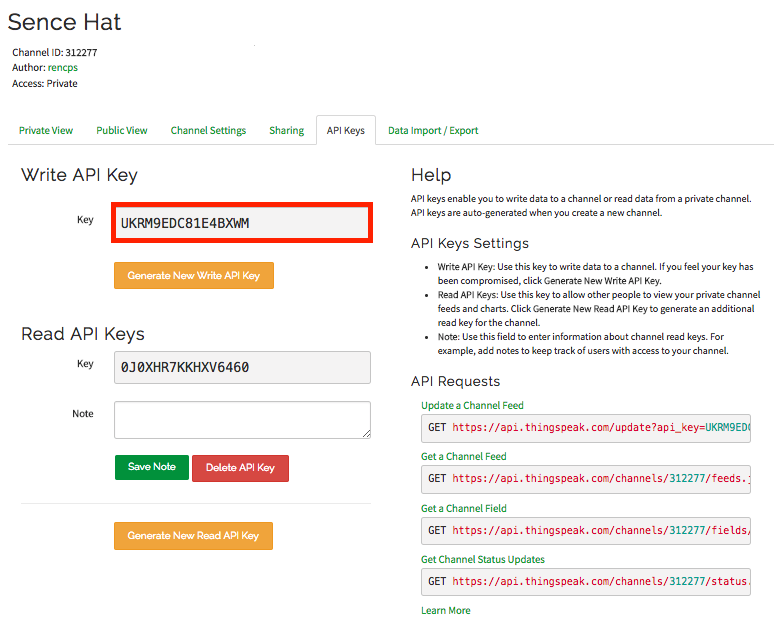 Sence Hat
Channel ID: 312277
Author: rencps
Access: Private
Private View
Public View
Channel Settings
Sharing
API Keys
Data Import / Export
Write API Key
Key
UKRM9EDC81E4BXWM
Generate New Write API Key
Read API Keys
Key
0J0XHR7KKHXV6460
Note
Save Note
Delete API Key
Generate New Read API Key
Help
API keys enable you to write data to a channel or read data from a private channel.
API keys are auto-generated when you create a new channel.
API Keys Settings
• Write API Key: Use this key to write data to a channel. If you feel your key has
been compromised, click Generate New Write API Key.
• Read API Keys: Use this key to allow other people to view your private channel
feeds and charts. Click Generate New Read API Key to generate an additional
read key for the channel.
• Note: Use this field to enter information about channel read keys. For
example, add notes to keep track of users with access to your channel.
API Requests
Update a Channel Feed
GET https://api.thingspeak.com/update?api_key=UKRM9EDC
Get a Channel Feed
GET https://api.thingspeak.com/channels/312277/feeds.j
Get a Channel Field
GET https://api.thingspeak.com/channels/312277/fields/
Get Channel Status Updates
GET https://api.thingspeak.com/channels/312277/status.
Learn More